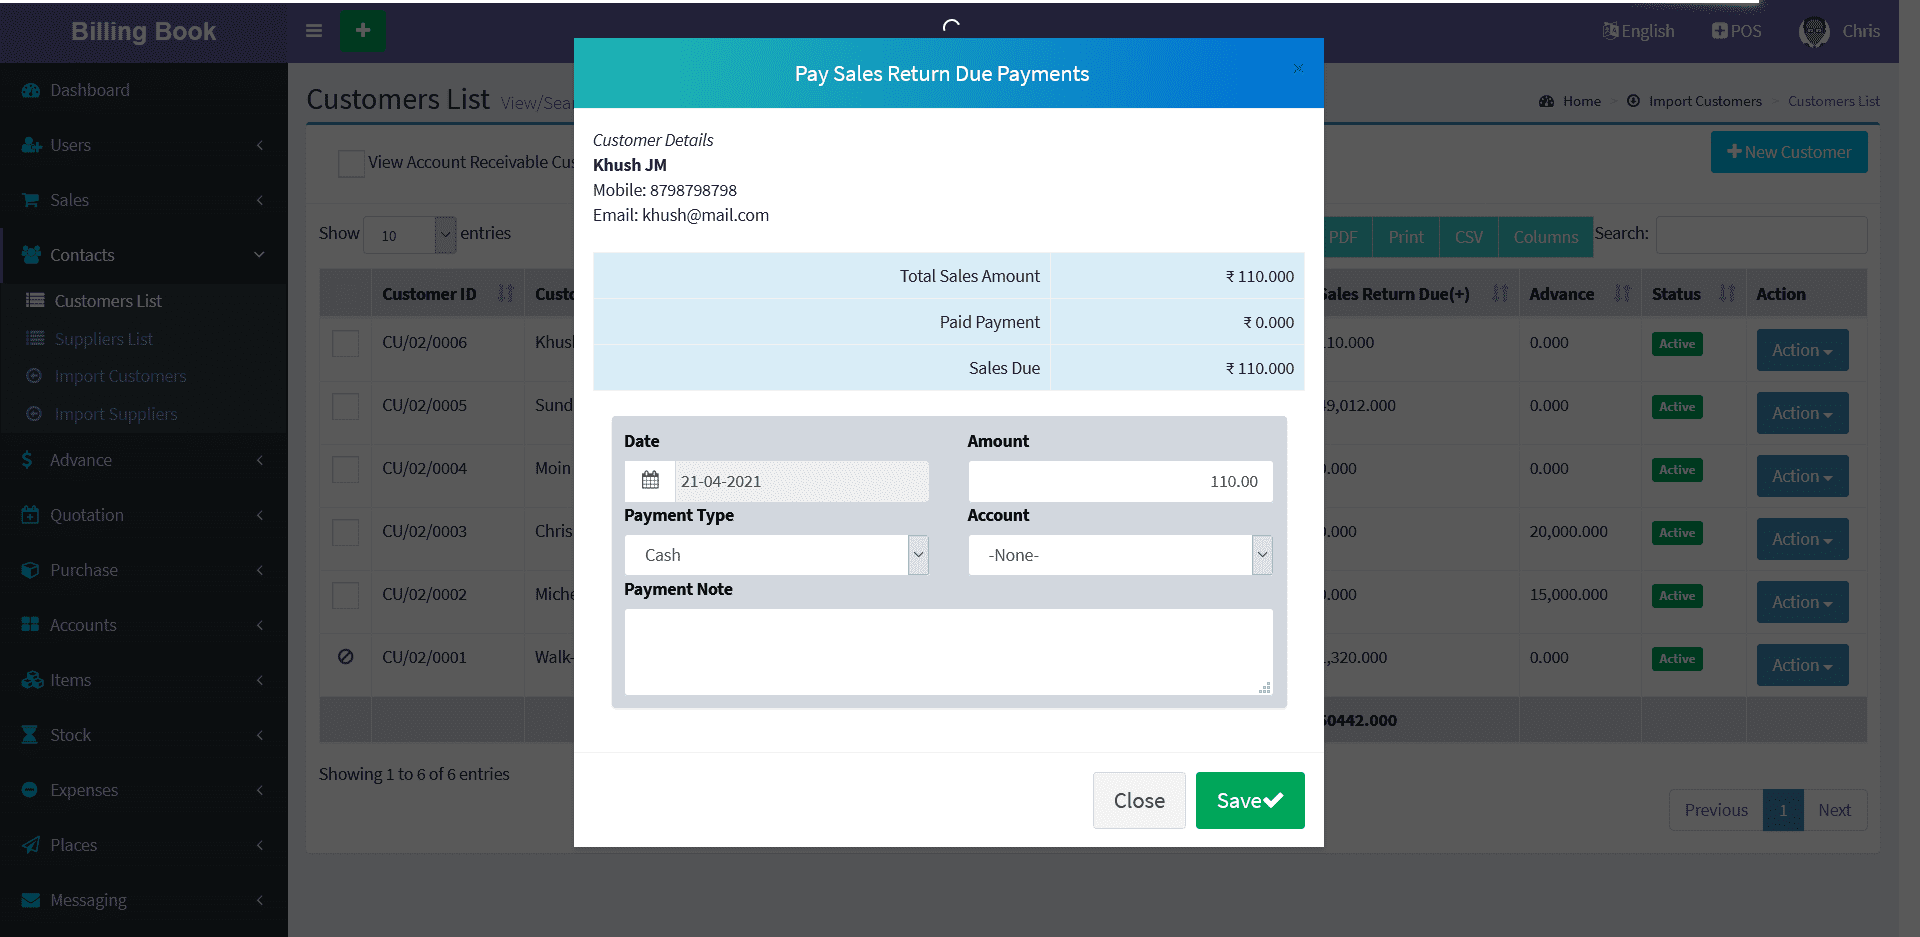 Billing Book
English
POS
Chris
Dashboard
Users
Sales
Contacts
Customers List
Suppliers List
Import Customers
Import Suppliers
Advance
Quotation
Purchase
Accounts
Items
Stock
Expenses
Places
Messaging
Customers List View/Sea
Home > Import Customers > Customers List
View Account Receivable Cus
New Customer
Show 10 entries
PDF Print CSV Columns Search:
Customer ID Custo Sales Return Due(+) Advance Status Action
CU/02/0006 Khush 10.000 0.000 Active Action
CU/02/0005 Sund 9,012.000 0.000 Active Action
CU/02/0004 Moin .000 0.000 Active Action
CU/02/0003 Chris .000 20,000.000 Active Action
CU/02/0002 Miche .000 15,000.000 Active Action
CU/02/0001 Walk- ,320.000 0.000 Active Action
50442.000
Showing 1 to 6 of 6 entries
Previous 1 Next
Pay Sales Return Due Payments
×
Customer Details
Khush JM
Mobile: 8798798798
Email: khush@mail.com
Total Sales Amount ₹ 110.000
Paid Payment ₹ 0.000
Sales Due ₹ 110.000
Date Amount
21-04-2021 110.00
Payment Type Account
Cash -None-
Payment Note
Close Save